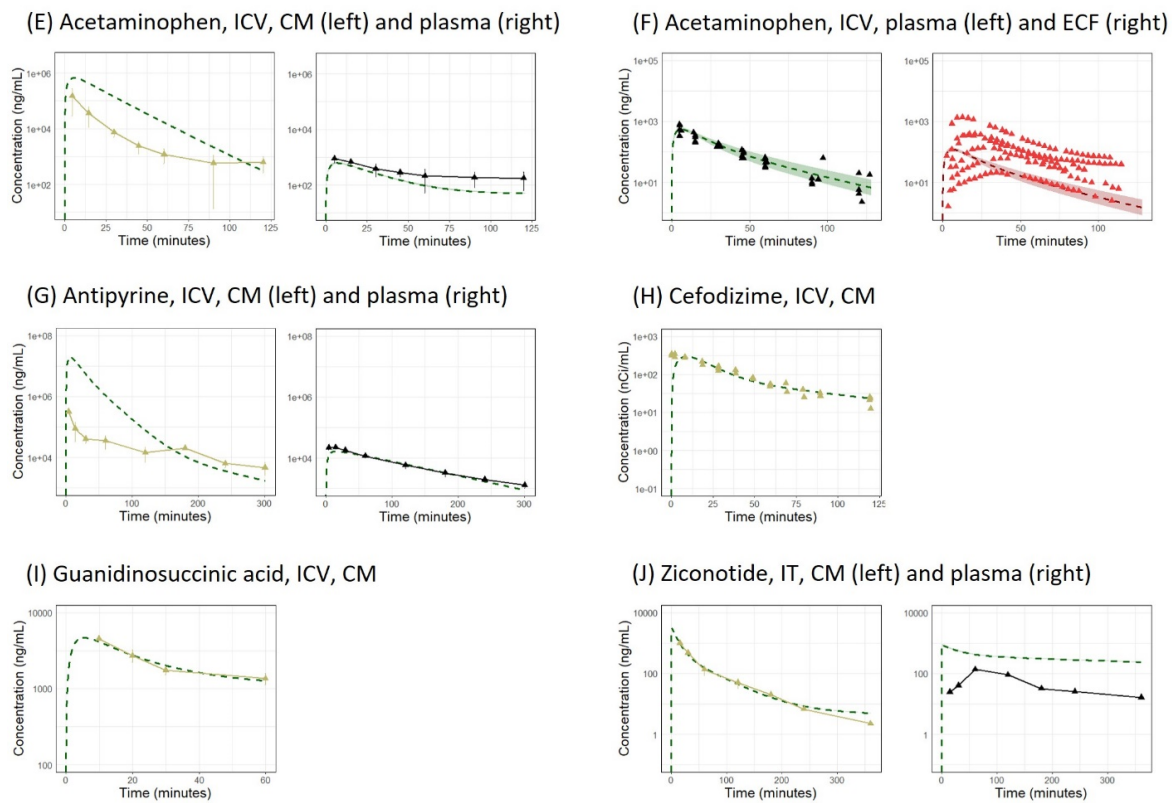 (E) Acetaminophen, ICV, CM (left) and plasma (right)
Concentration (ng/mL)
1e+06
1e+04
1e+02
0 25 50 75 100 125
Time (minutes)
1e+06
1e+04
1e+02
0 25 50 75 100 125
Time (minutes)
(F) Acetaminophen, ICV, plasma (left) and ECF (right)
Concentration (ng/mL)
1e+05
1e+03
1e+01
0 50 100
Time (minutes)
1e+05
1e+03
1e+01
0 50 100
Time (minutes)
(G) Antipyrine, ICV, CM (left) and plasma (right)
Concentration (ng/mL)
1e+08
1e+06
1e+04
0 100 200 300
Time (minutes)
1e+08
1e+06
1e+04
0 100 200 300
Time (minutes)
(H) Cefodizime, ICV, CM
Concentration (nCi/mL)
1e+03
1e+02
1e+01
1e+00
1e-01
0 25 50 75 100 125
Time (minutes)
(I) Guanidinosuccinic acid, ICV, CM
Concentration (ng/mL)
10000
1000
100
0 20 40 60
Time (minutes)
(J) Ziconotide, IT, CM (left) and plasma (right)
Concentration (ng/mL)
10000
100
1
0 100 200 300
Time (minutes)
10000
100
1
0 100 200 300
Time (minutes)